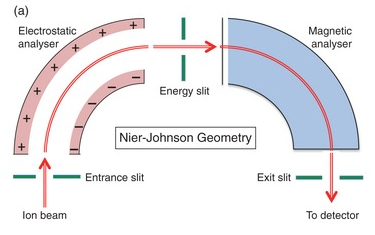 (a)
Electrostatic
analyser
Magnetic
analyser
+ + + + + + +
− − − − −
Energy slit
Nier-Johnson Geometry
Entrance slit
Exit slit
Ion beam
To detector